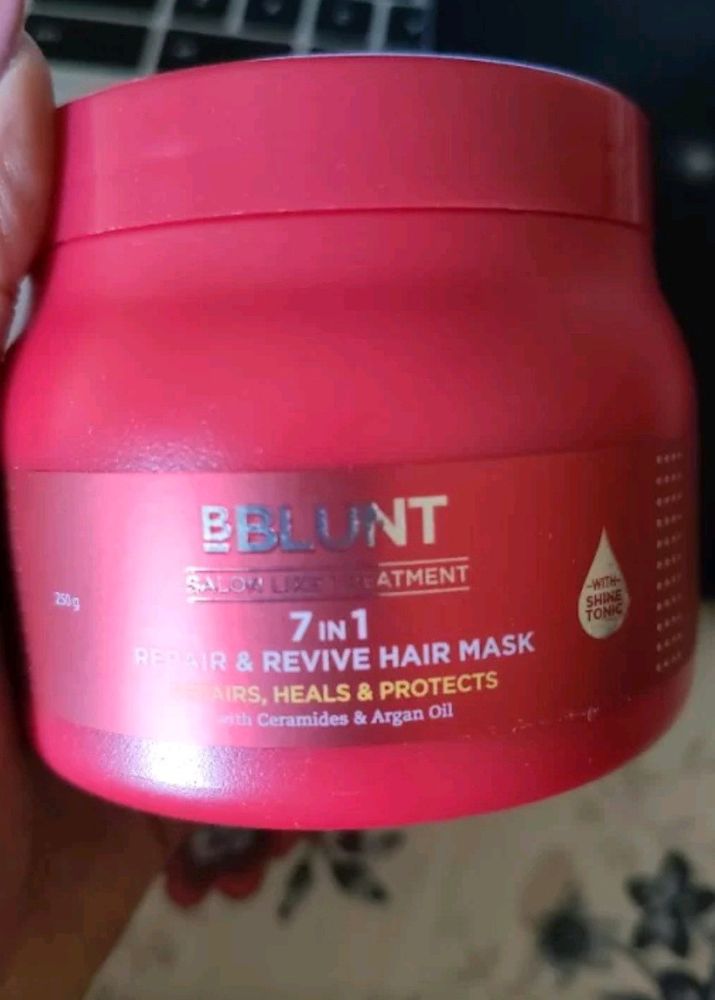 BBLUNT
SALON LIKE TREATMENT
250 g
7 IN 1
REPAIR & REVIVE HAIR MASK
REPAIRS, HEALS & PROTECTS
with Ceramides & Argan Oil
-WITH-
SHINE
TONIC